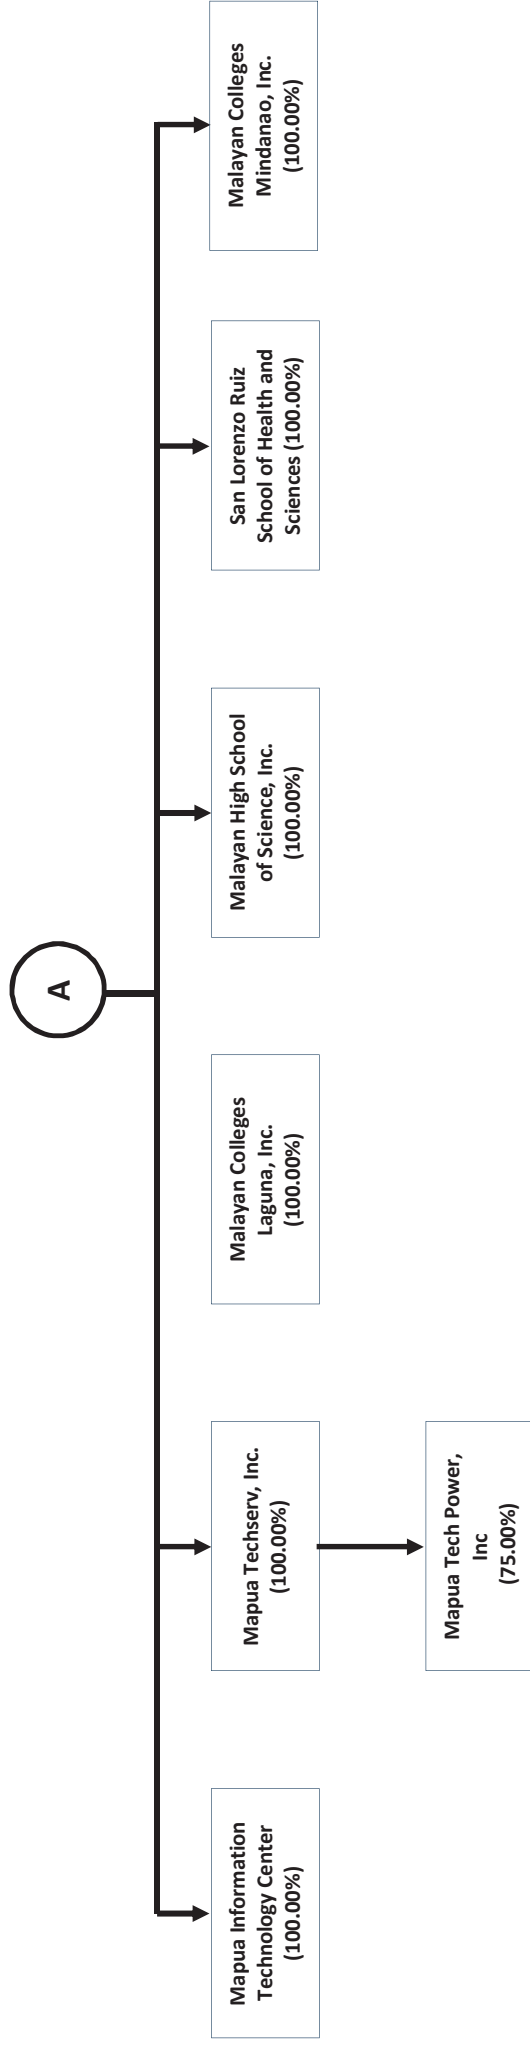 A
Mapua Information
Technology Center
(100.00%)
Mapua Techserv, Inc.
(100.00%)
Malayan Colleges
Laguna, Inc.
(100.00%)
Malayan High School
of Science, Inc.
(100.00%)
San Lorenzo Ruiz
School of Health and
Sciences (100.00%)
Malayan Colleges
Mindanao, Inc.
(100.00%)
Mapua Tech Power,
Inc
(75.00%)